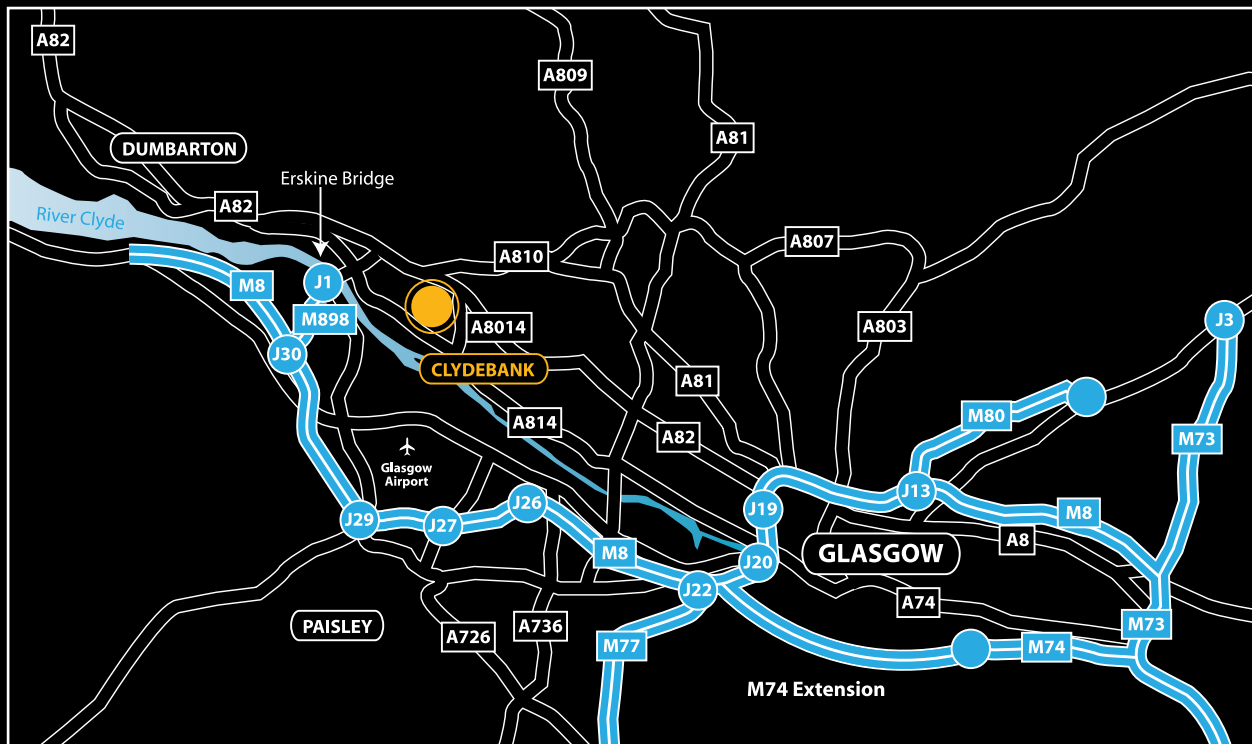 A82
A809
A81
DUMBARTON
Erskine Bridge
A82
River Clyde
A807
A810
J1
M8
M898
J3
A8014
A803
J30
CLYDEBANK
A81
M80
A814
A82
M73
Glasgow
Airport
J13
J26
J19
M8
J29
J27
A8
M8
GLASGOW
J20
J22
A74
PAISLEY
A726
A736
M73
M77
M74
M74 Extension